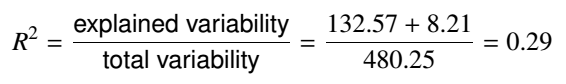 R² = explained variability / total variability = 132.57 + 8.21 / 480.25 = 0.29